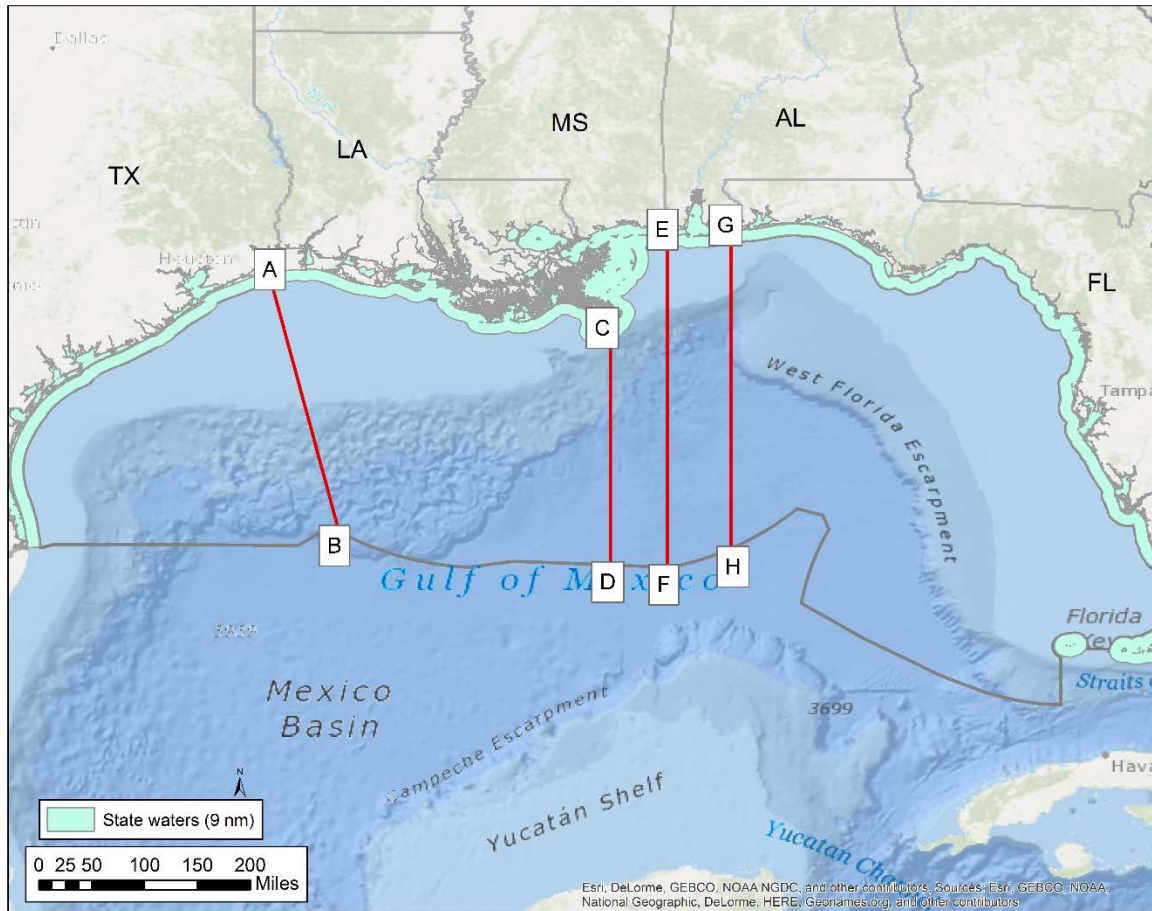 Dallas
MS
AL
LA
TX
E
G
A
Houston
FL
C
West Florida Escarpment
Tampa
B
H
D
F
Gulf of Mexico
Florida
3939
Straits
Mexico
Basin
3699
Campeche Escarpment
Hava
N
Yucatán Shelf
State waters (9 nm)
Yucatan Cha
0 25 50 100 150 200
Miles
Esri, DeLorme, GEBCO, NOAA NGDC, and other contributors, Sources: Esri, GEBCO, NOAA,
National Geographic, DeLorme, HERE, Geonames.org, and other contributors